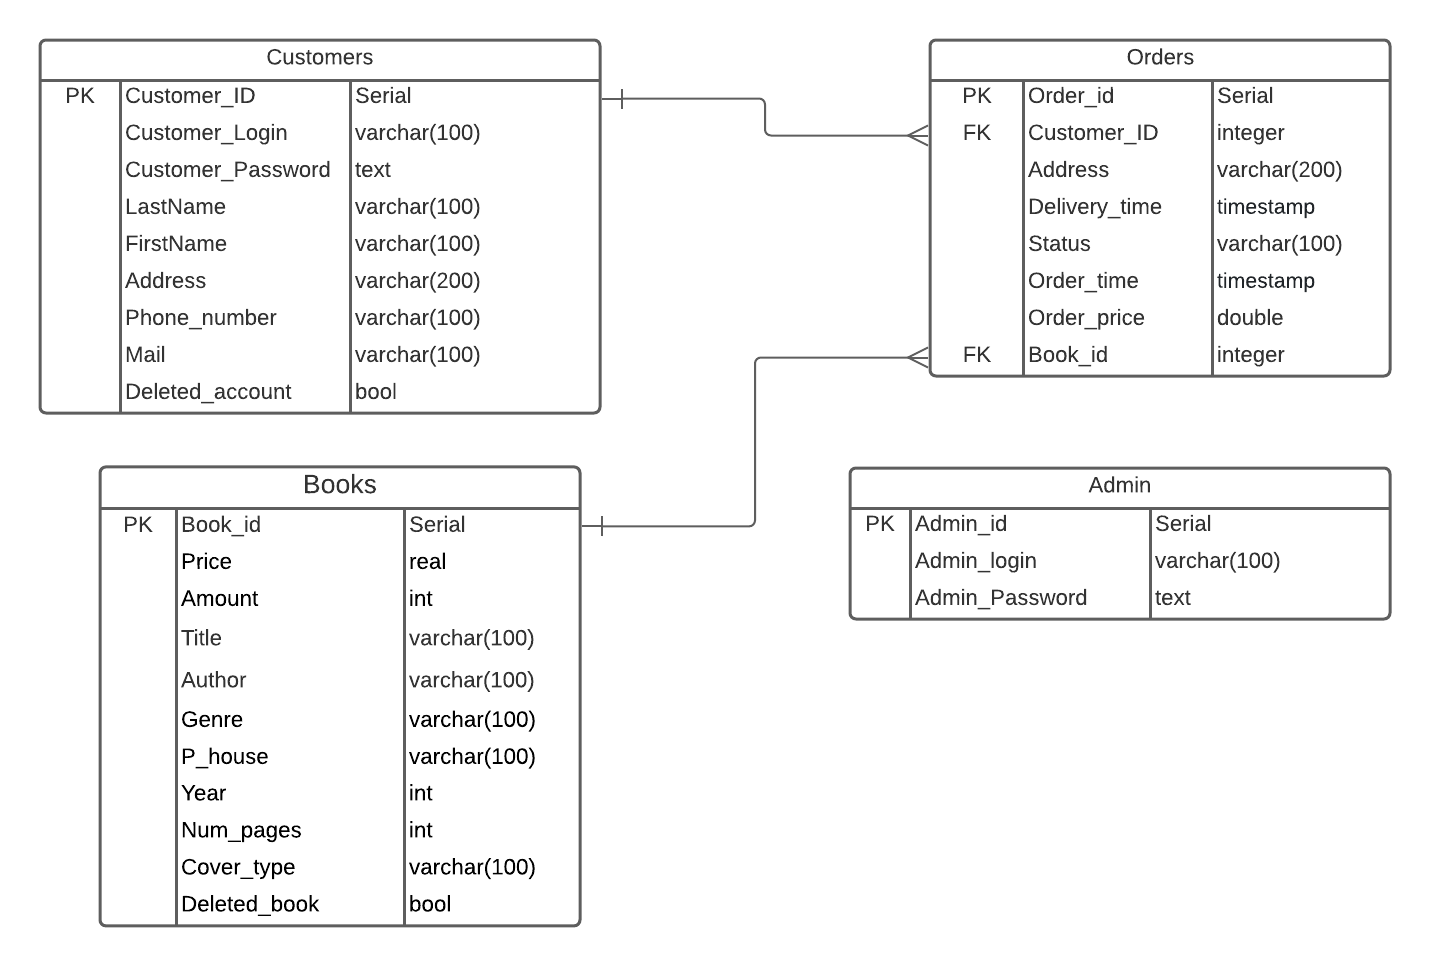 Customers
PK Customer_ID Serial
Customer_Login varchar(100)
Customer_Password text
LastName varchar(100)
FirstName varchar(100)
Address varchar(200)
Phone_number varchar(100)
Mail varchar(100)
Deleted_account bool
Orders
PK Order_id Serial
FK Customer_ID integer
Address varchar(200)
Delivery_time timestamp
Status varchar(100)
Order_time timestamp
Order_price double
FK Book_id integer
Books
PK Book_id Serial
Price real
Amount int
Title varchar(100)
Author varchar(100)
Genre varchar(100)
P_house varchar(100)
Year int
Num_pages int
Cover_type varchar(100)
Deleted_book bool
Admin
PK Admin_id Serial
Admin_login varchar(100)
Admin_Password text